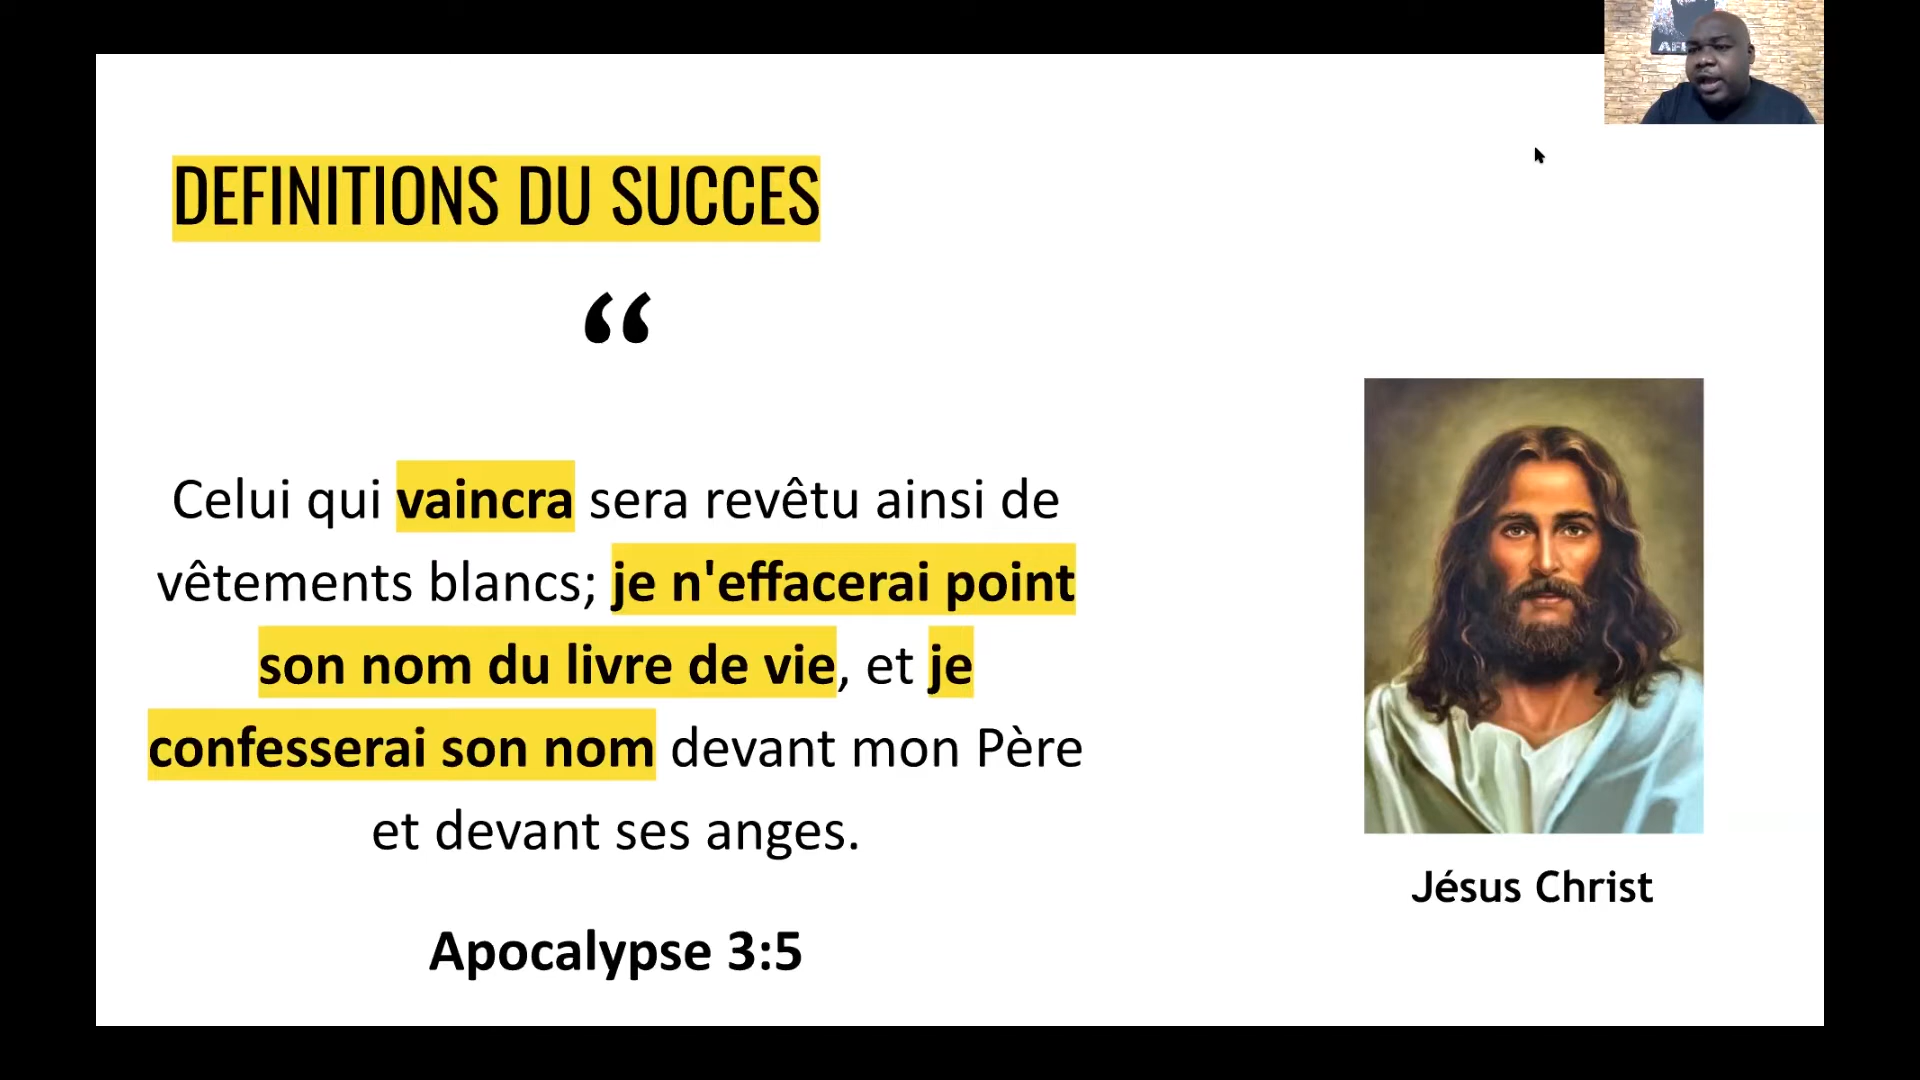 DEFINITIONS DU SUCCES
“
Celui qui vaincra sera revêtu ainsi de
vêtements blancs; je n'effacerai point
son nom du livre de vie, et je
confesserai son nom devant mon Père
et devant ses anges.
Apocalypse 3:5
Jésus Christ